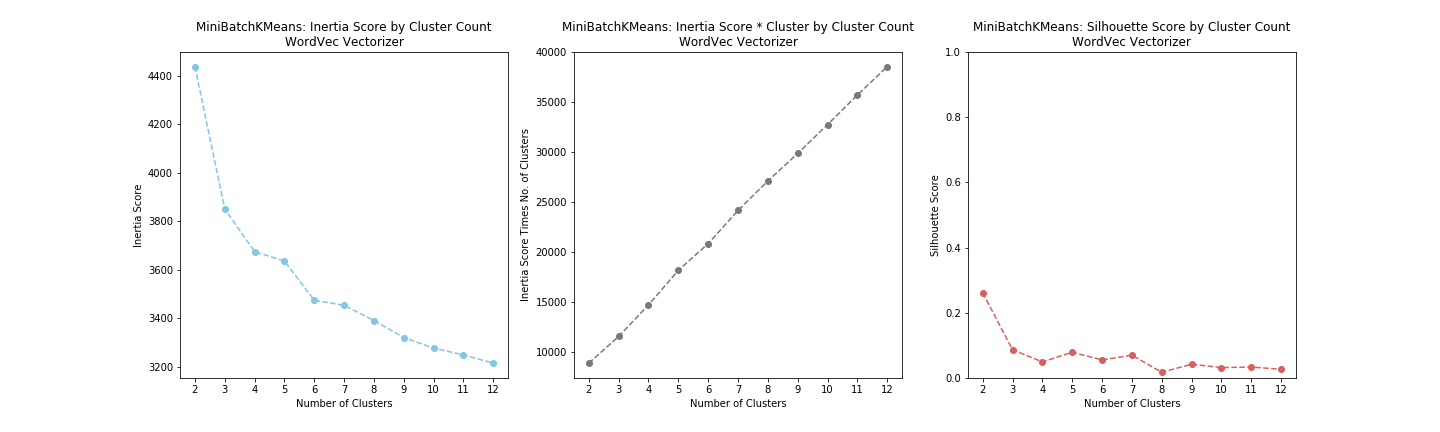 MiniBatchKMeans: Inertia Score by Cluster Count
WordVec Vectorizer
4400
4200
4000
3800
3600
3400
3200
Inertia Score
2 3 4 5 6 7 8 9 10 11 12
Number of Clusters
MiniBatchKMeans: Inertia Score * Cluster by Cluster Count
WordVec Vectorizer
40000
35000
30000
25000
20000
15000
10000
Inertia Score Times No. of Clusters
2 3 4 5 6 7 8 9 10 11 12
Number of Clusters
MiniBatchKMeans: Silhouette Score by Cluster Count
WordVec Vectorizer
1.0
0.8
0.6
0.4
0.2
0.0
Silhouette Score
2 3 4 5 6 7 8 9 10 11 12
Number of Clusters